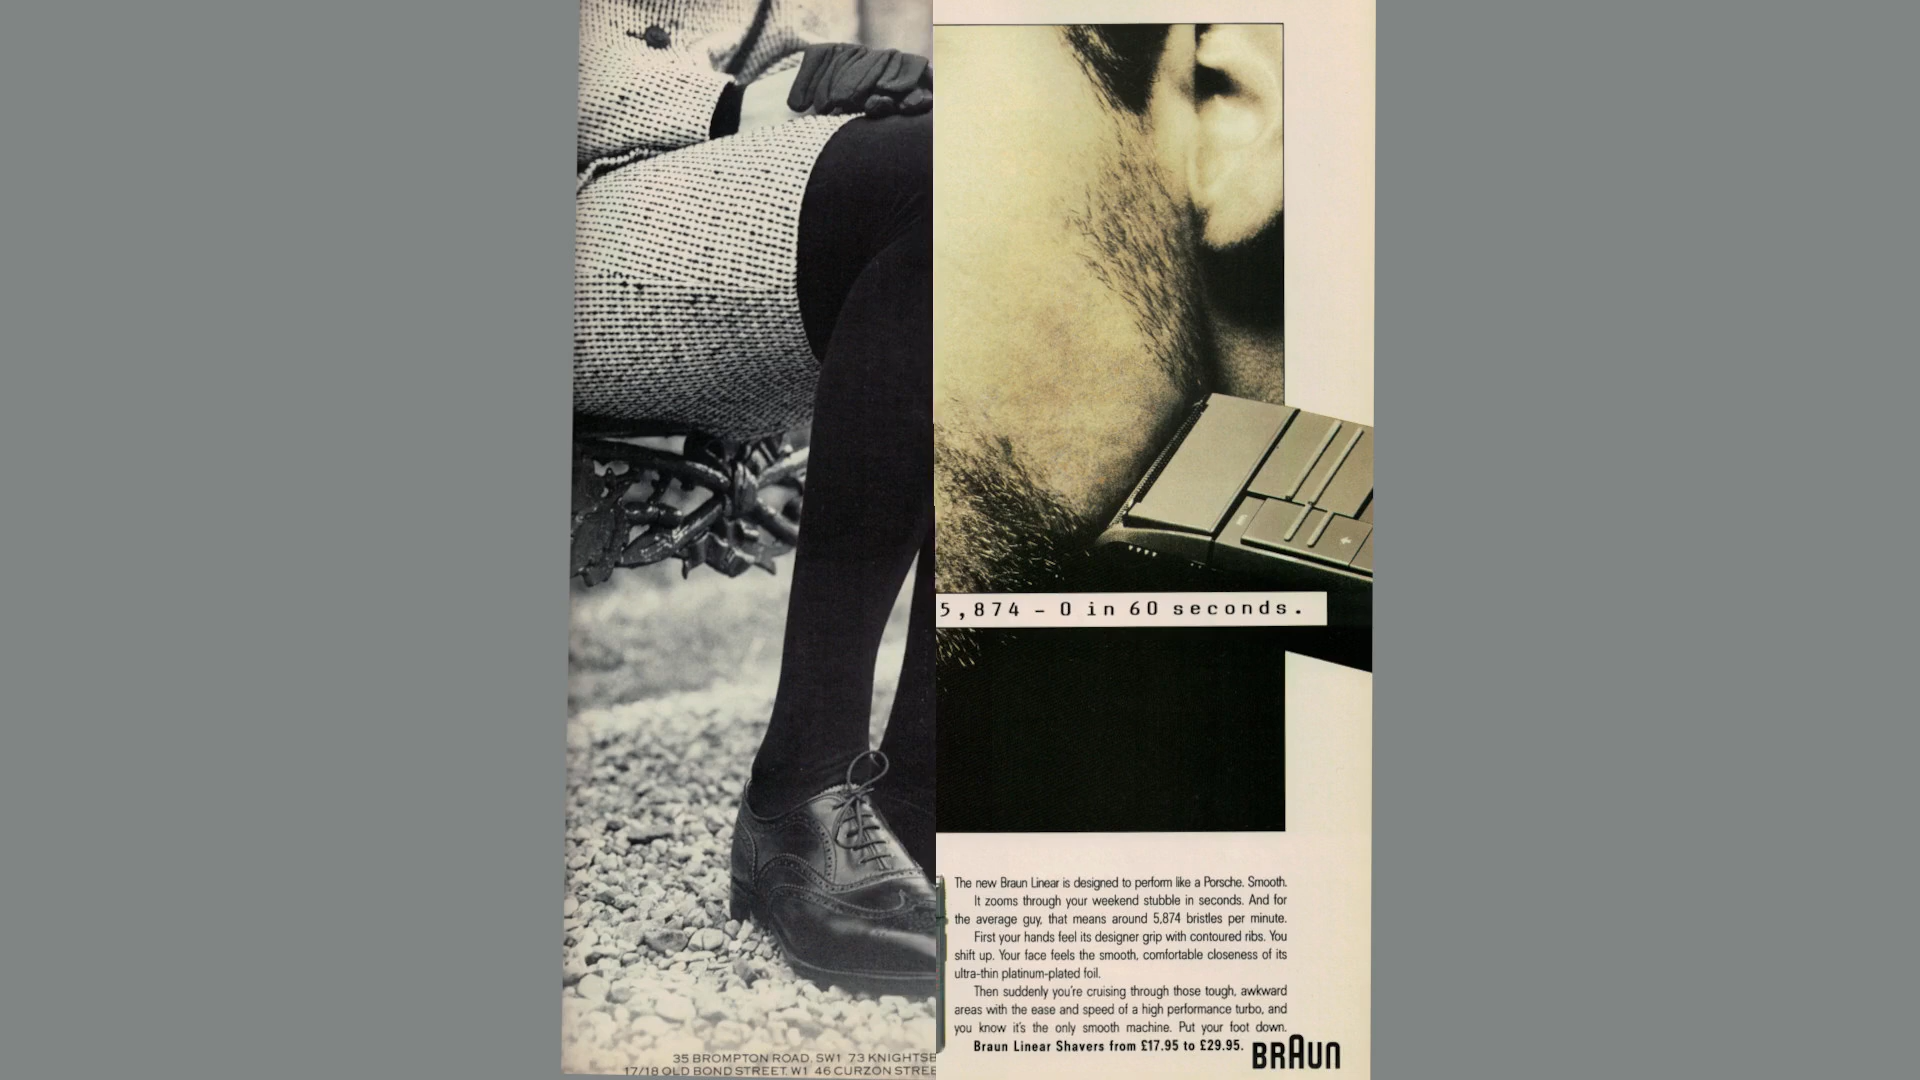 35 BROMPTON ROAD, SW1 73 KNIGHTSB
17/18 OLD BOND STREET, W1 46 CURZON STREE
5,874 – 0 in 60 seconds.
The new Braun Linear is designed to perform like a Porsche. Smooth.
It zooms through your weekend stubble in seconds. And for
the average guy, that means around 5,874 bristles per minute.
First your hands feel its designer grip with contoured ribs. You
shift up. Your face feels the smooth, comfortable closeness of its
ultra-thin platinum-plated foil.
Then suddenly you're cruising through those tough, awkward
areas with the ease and speed of a high performance turbo, and
you know it's the only smooth machine. Put your foot down.
Braun Linear Shavers from £17.95 to £29.95.
BRAUN